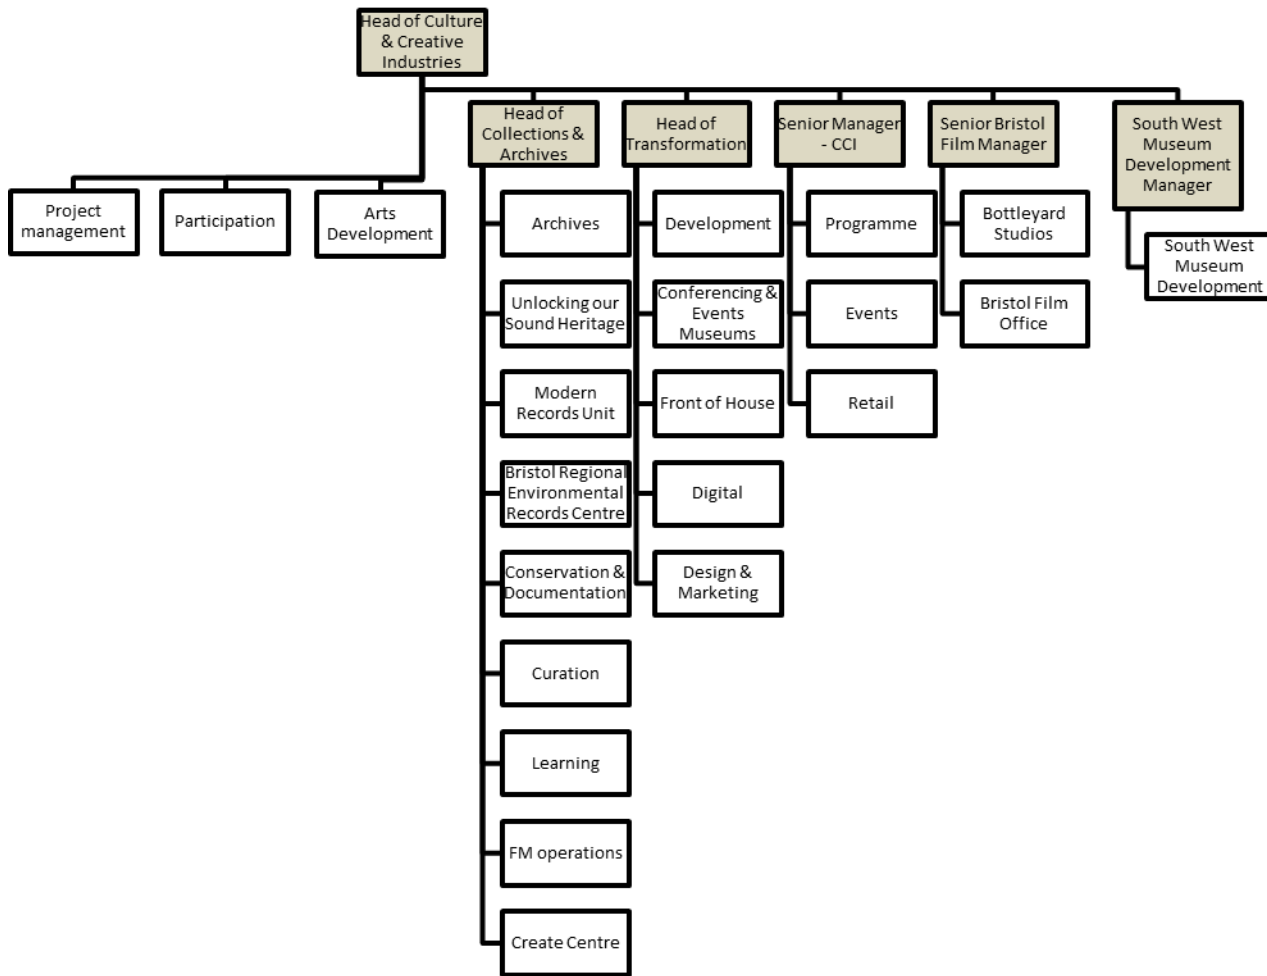 Head of Culture
& Creative
Industries
Head of
Collections &
Archives
Head of
Transformation
Senior Manager
- CCI
Senior Bristol
Film Manager
South West
Museum
Development
Manager
Project
management
Participation
Arts
Development
Archives
Unlocking our
Sound Heritage
Modern
Records Unit
Bristol Regional
Environmental
Records Centre
Conservation &
Documentation
Curation
Learning
FM operations
Create Centre
Development
Conferencing &
Events
Museums
Front of House
Digital
Design &
Marketing
Programme
Events
Retail
Bottleyard
Studios
Bristol Film
Office
South West
Museum
Development